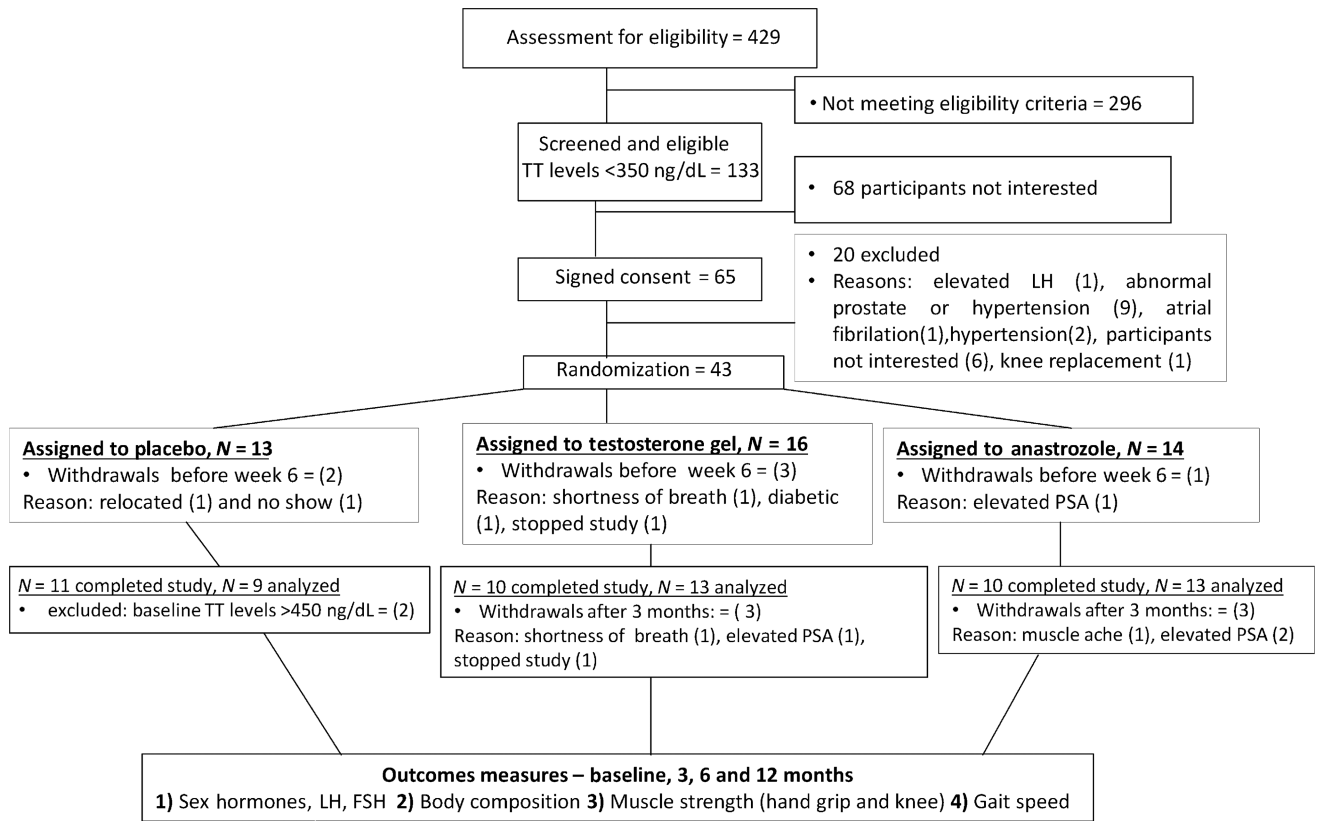 Assessment for eligibility = 429
• Not meeting eligibility criteria = 296
Screened and eligible
TT levels <350 ng/dL = 133
• 68 participants not interested
Signed consent = 65
• 20 excluded
• Reasons: elevated LH (1), abnormal
prostate or hypertension (9), atrial
fibrilation(1),hypertension(2), participants
not interested (6), knee replacement (1)
Randomization = 43
Assigned to placebo, N = 13
• Withdrawals before week 6 = (2)
Reason: relocated (1) and no show (1)
Assigned to testosterone gel, N = 16
• Withdrawals before week 6 = (3)
Reason: shortness of breath (1), diabetic
(1), stopped study (1)
Assigned to anastrozole, N = 14
• Withdrawals before week 6 = (1)
Reason: elevated PSA (1)
N = 11 completed study, N = 9 analyzed
• excluded: baseline TT levels >450 ng/dL = (2)
N = 10 completed study, N = 13 analyzed
• Withdrawals after 3 months: = ( 3)
Reason: shortness of breath (1), elevated PSA (1),
stopped study (1)
N = 10 completed study, N = 13 analyzed
• Withdrawals after 3 months: = (3)
Reason: muscle ache (1), elevated PSA (2)
Outcomes measures – baseline, 3, 6 and 12 months
1) Sex hormones, LH, FSH 2) Body composition 3) Muscle strength (hand grip and knee) 4) Gait speed